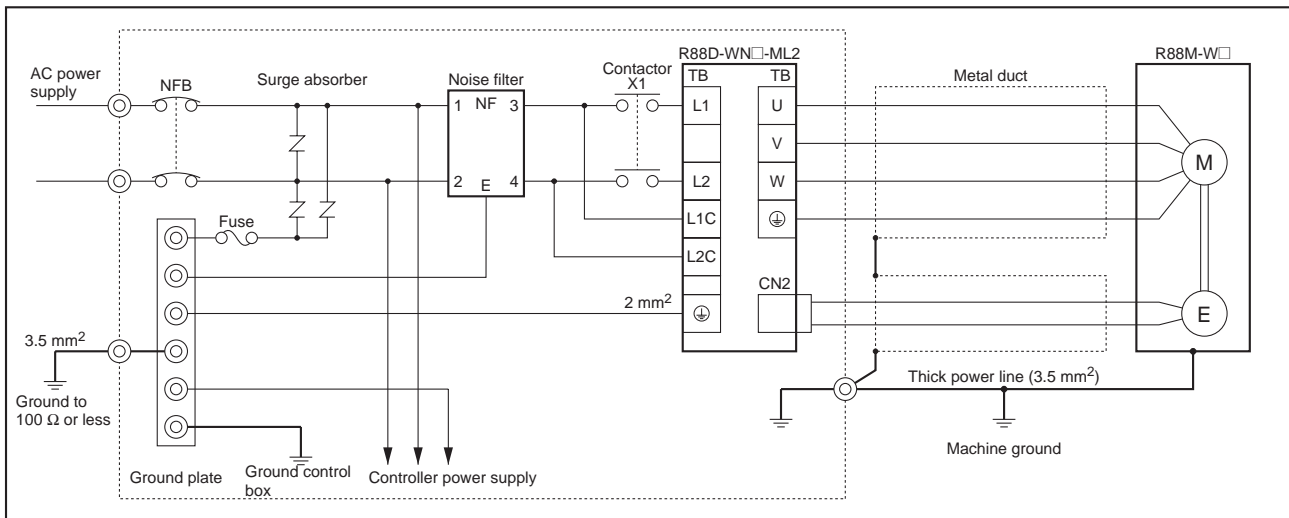 R88D-WN□-ML2
R88M-W□
AC power
supply
NFB
Surge absorber
Noise filter
Contactor
X1
TB
TB
Metal duct
1
NF
3
L1
U
V
M
2
E
4
L2
W
L1C
Fuse
L2C
CN2
2 mm²
E
3.5 mm²
Ground to
100 Ω or less
Thick power line (3.5 mm²)
Machine ground
Ground plate
Ground control
box
Controller power supply